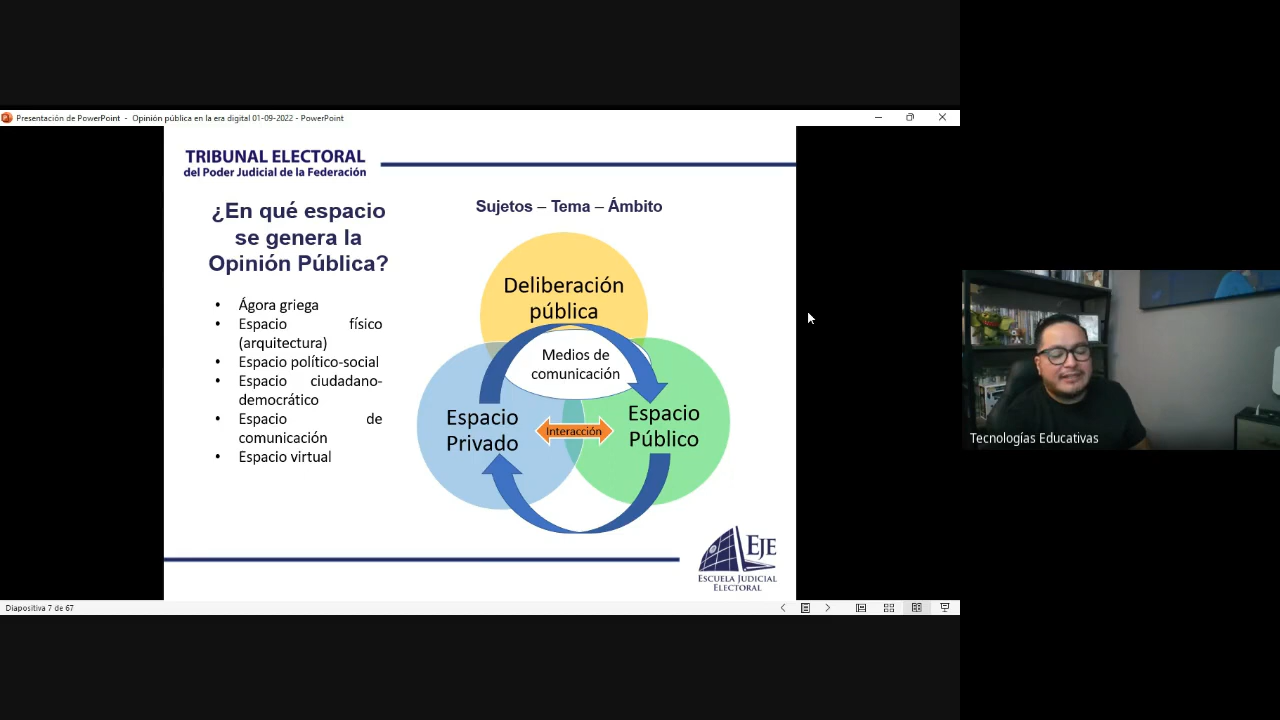 Presentación de PowerPoint - Opinión pública en la era digital 01-09-2022 - PowerPoint
TRIBUNAL ELECTORAL
del Poder Judicial de la Federación
¿En qué espacio
se genera la
Opinión Pública?
• Ágora griega
• Espacio físico
(arquitectura)
• Espacio político-social
• Espacio ciudadano-
democrático
• Espacio de
comunicación
• Espacio virtual
Sujetos – Tema – Ámbito
Deliberación
pública
Medios de
comunicación
Espacio
Privado
Interacción
Espacio
Público
EJE
ESCUELA JUDICIAL
ELECTORAL
Diapositiva 7 de 67
Tecnologías Educativas